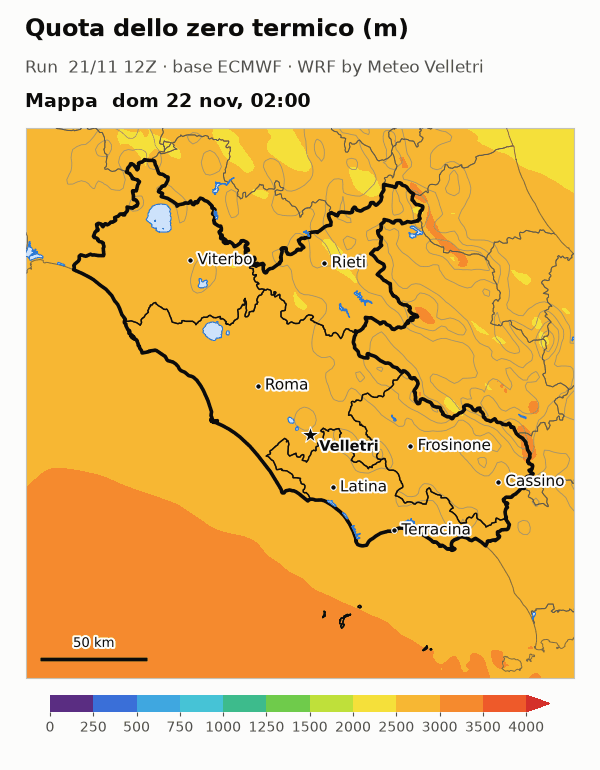 Quota dello zero termico (m)
Run  21/11 12Z · base ECMWF · WRF by Meteo Velletri
Mappa  dom 22 nov, 02:00
Viterbo
Rieti
Roma
Velletri
Frosinone
Latina
Cassino
Terracina
50 km
0 250 500 750 1000 1250 1500 2000 2500 3000 3500 4000